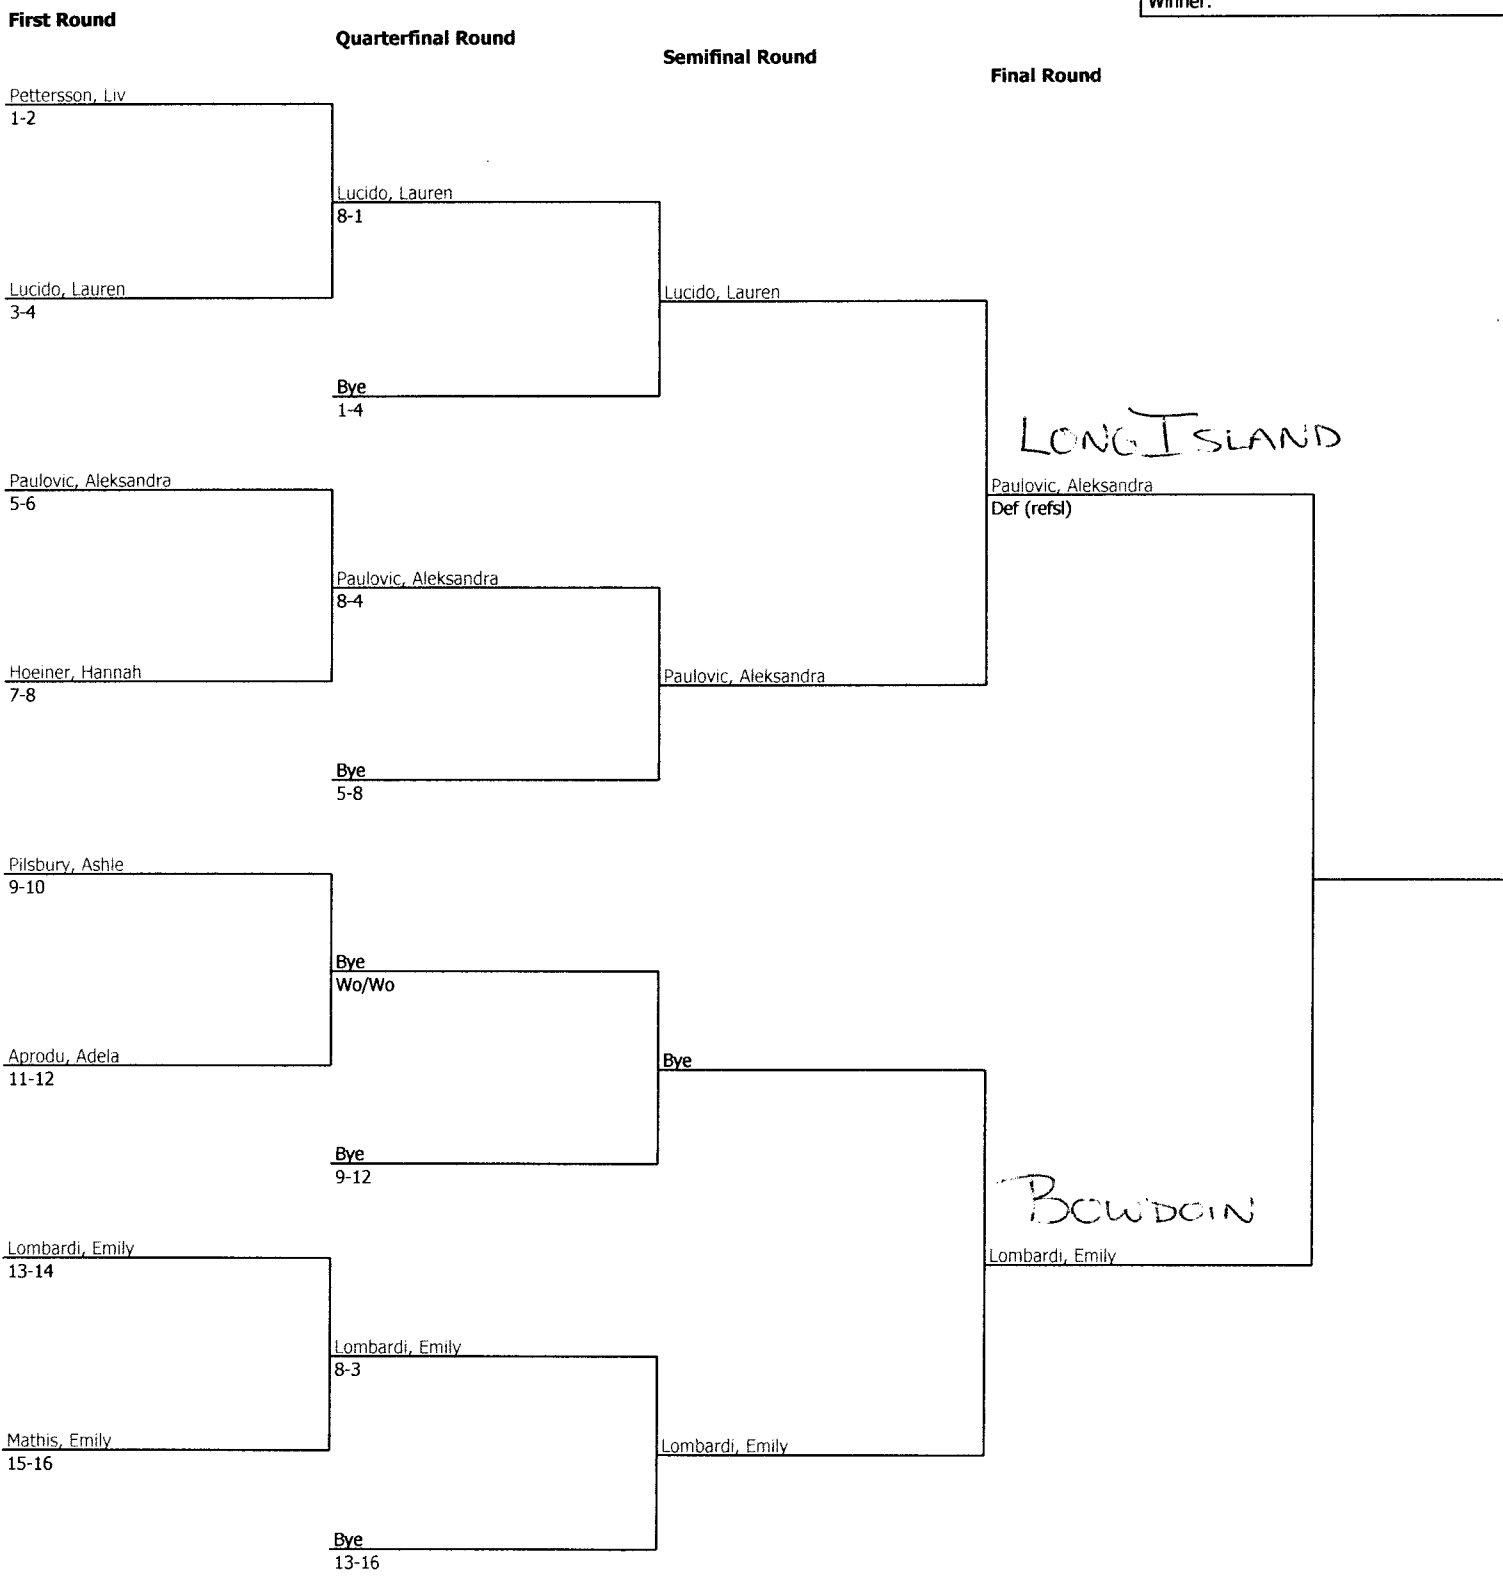 Winner:
First Round
Quarterfinal Round
Semifinal Round
Final Round
Pettersson, Liv
1-2
Lucido, Lauren
8-1
Lucido, Lauren
3-4
Lucido, Lauren
Bye
1-4
LONG ISLAND
Paulovic, Aleksandra
5-6
Paulovic, Aleksandra
Def (refsl)
Paulovic, Aleksandra
8-4
Hoeiner, Hannah
7-8
Paulovic, Aleksandra
Bye
5-8
Pilsbury, Ashle
9-10
Bye
Wo/Wo
Aprodu, Adela
11-12
Bye
Bye
9-12
BOWDOIN
Lombardi, Emily
13-14
Lombardi, Emily
Lombardi, Emily
8-3
Mathis, Emily
15-16
Lombardi, Emily
Bye
13-16